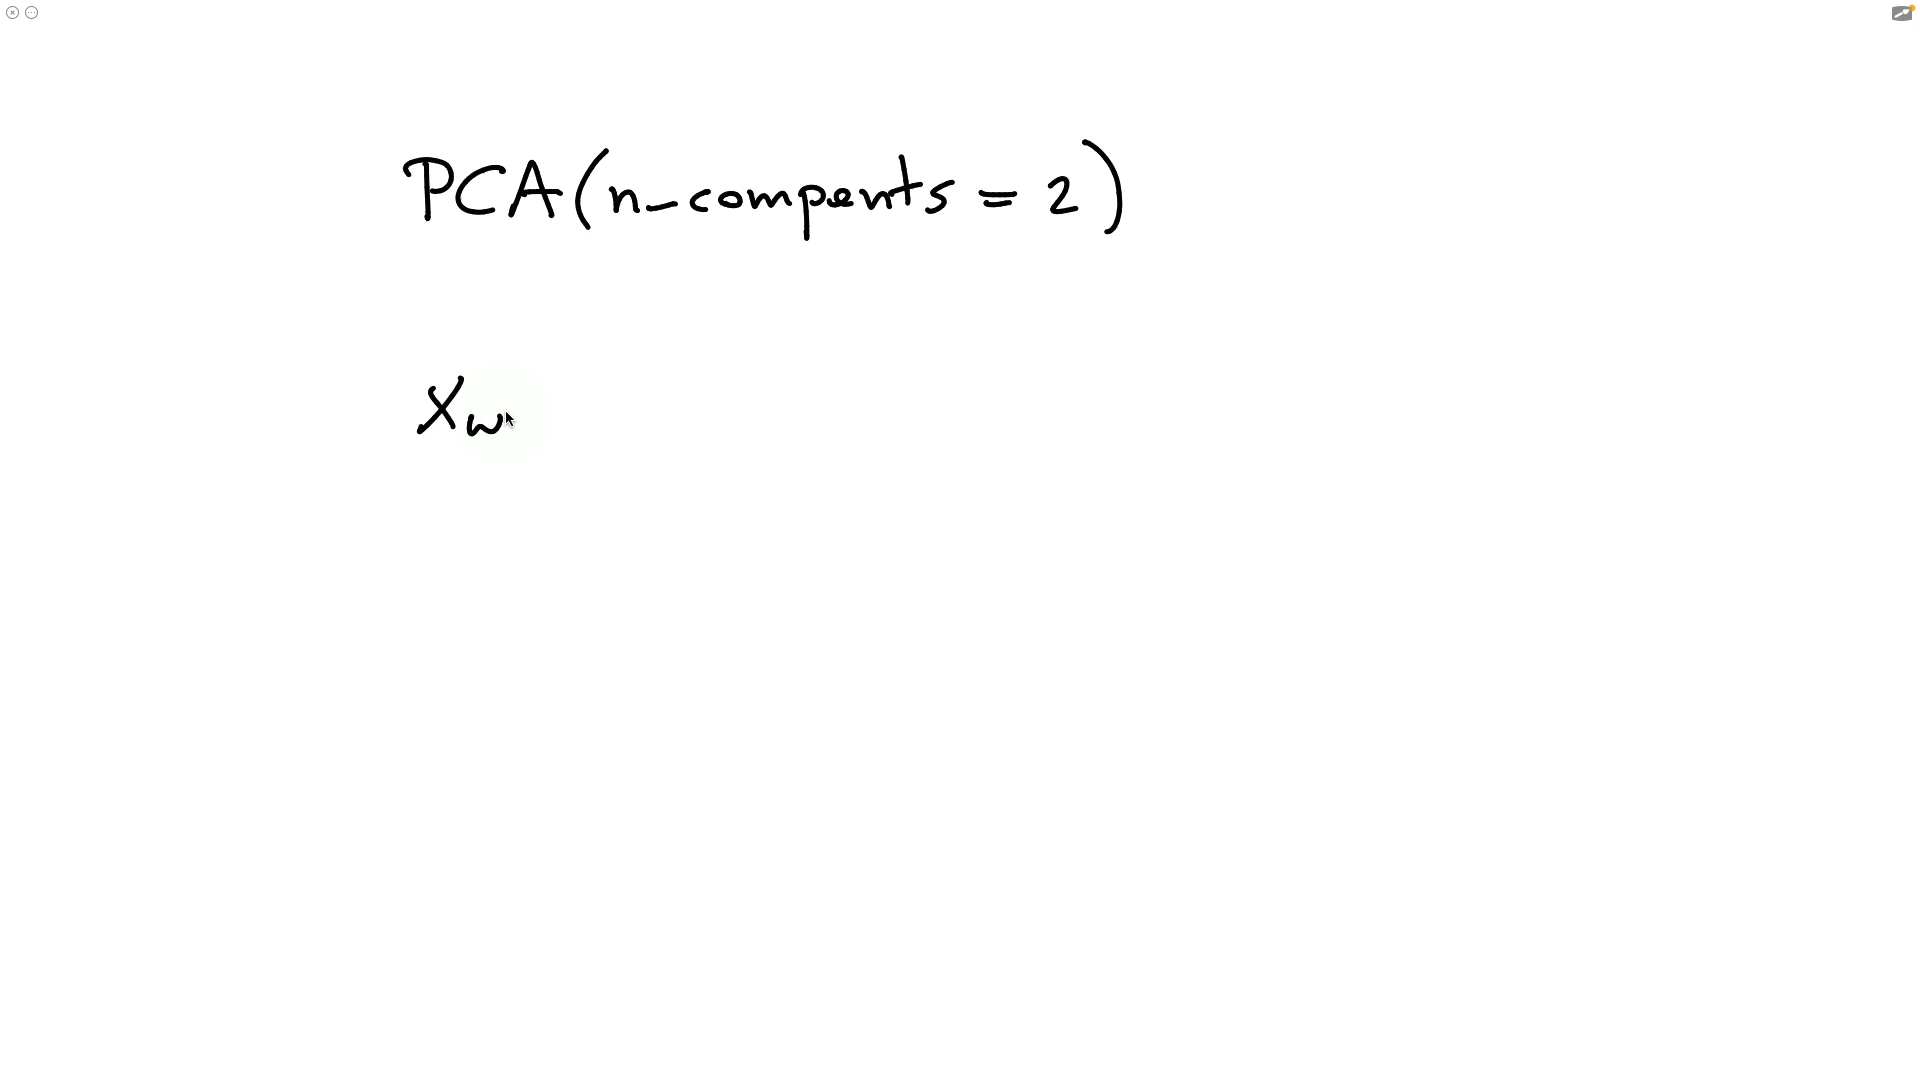 PCA(n_compents = 2)
Xw